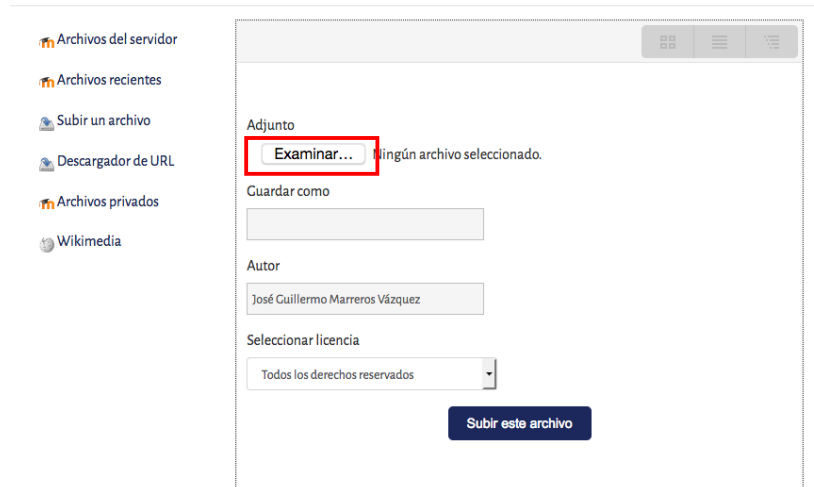 Archivos del servidor
Archivos recientes
Subir un archivo
Descargador de URL
Archivos privados
Wikimedia
Adjunto
Examinar... Ningún archivo seleccionado.
Guardar como
Autor
José Guillermo Marreros Vázquez
Seleccionar licencia
Todos los derechos reservados
Subir este archivo